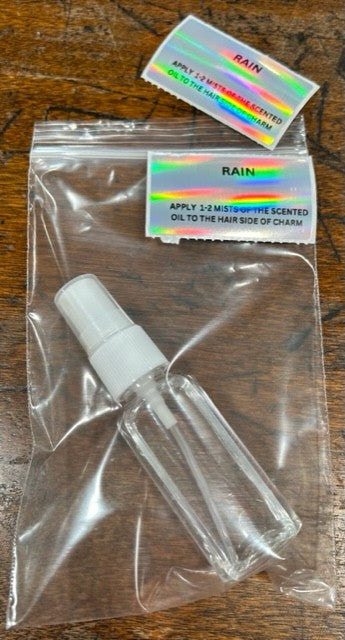 RAIN
APPLY 1-2 MISTS OF THE SCENTED
OIL TO THE HAIR SIDE OF CHARM
RAIN
APPLY 1-2 MISTS OF THE SCENTED
OIL TO THE HAIR SIDE OF CHARM